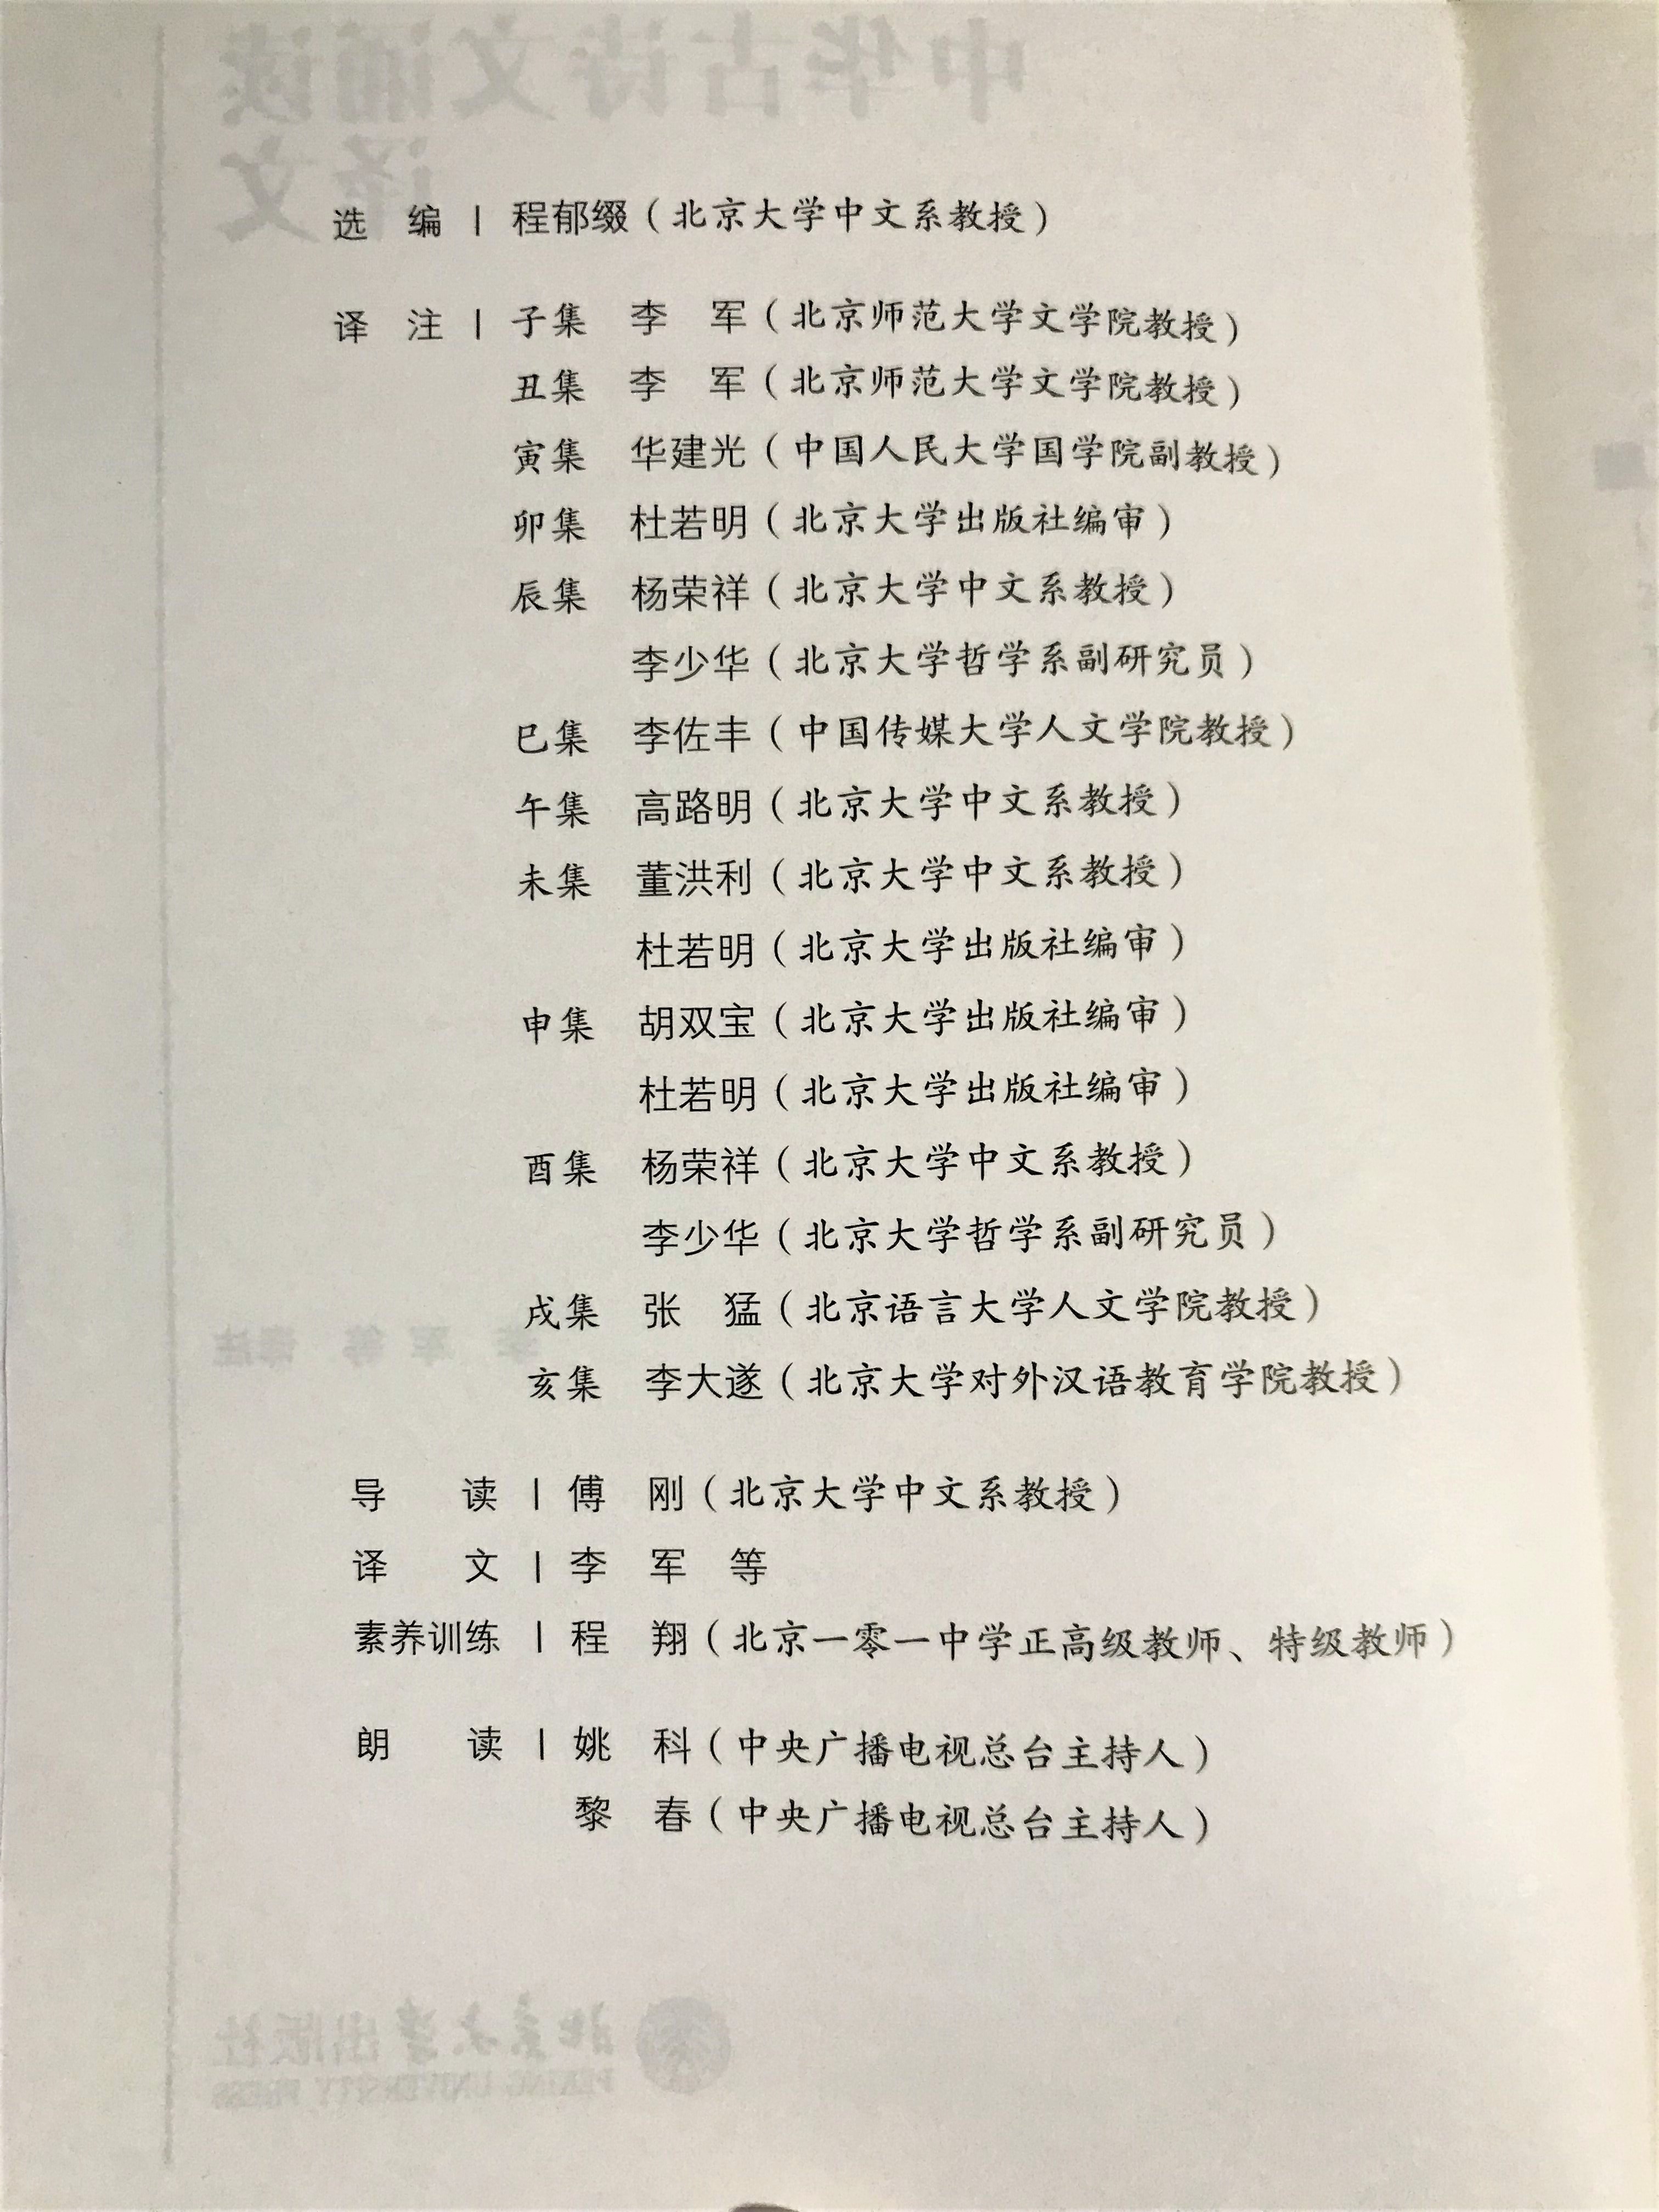 选 编 | 程郁缀（北京大学中文系教授）
译 注 | 子集 李 军（北京师范大学文学院教授）
丑集 李 军（北京师范大学文学院教授）
寅集 华建光（中国人民大学国学院副教授）
卯集 杜若明（北京大学出版社编审）
辰集 杨荣祥（北京大学中文系教授）
李少华（北京大学哲学系副研究员）
巳集 李佐丰（中国传媒大学人文学院教授）
午集 高路明（北京大学中文系教授）
未集 董洪利（北京大学中文系教授）
杜若明（北京大学出版社编审）
申集 胡双宝（北京大学出版社编审）
杜若明（北京大学出版社编审）
酉集 杨荣祥（北京大学中文系教授）
李少华（北京大学哲学系副研究员）
戌集 张 猛（北京语言大学人文学院教授）
亥集 李大遂（北京大学对外汉语教育学院教授）
导 读 | 傅 刚（北京大学中文系教授）
译 文 | 李 军 等
素养训练 | 程 翔（北京一零一中学正高级教师、特级教师）
朗 读 | 姚 科（中央广播电视总台主持人）
黎 春（中央广播电视总台主持人）